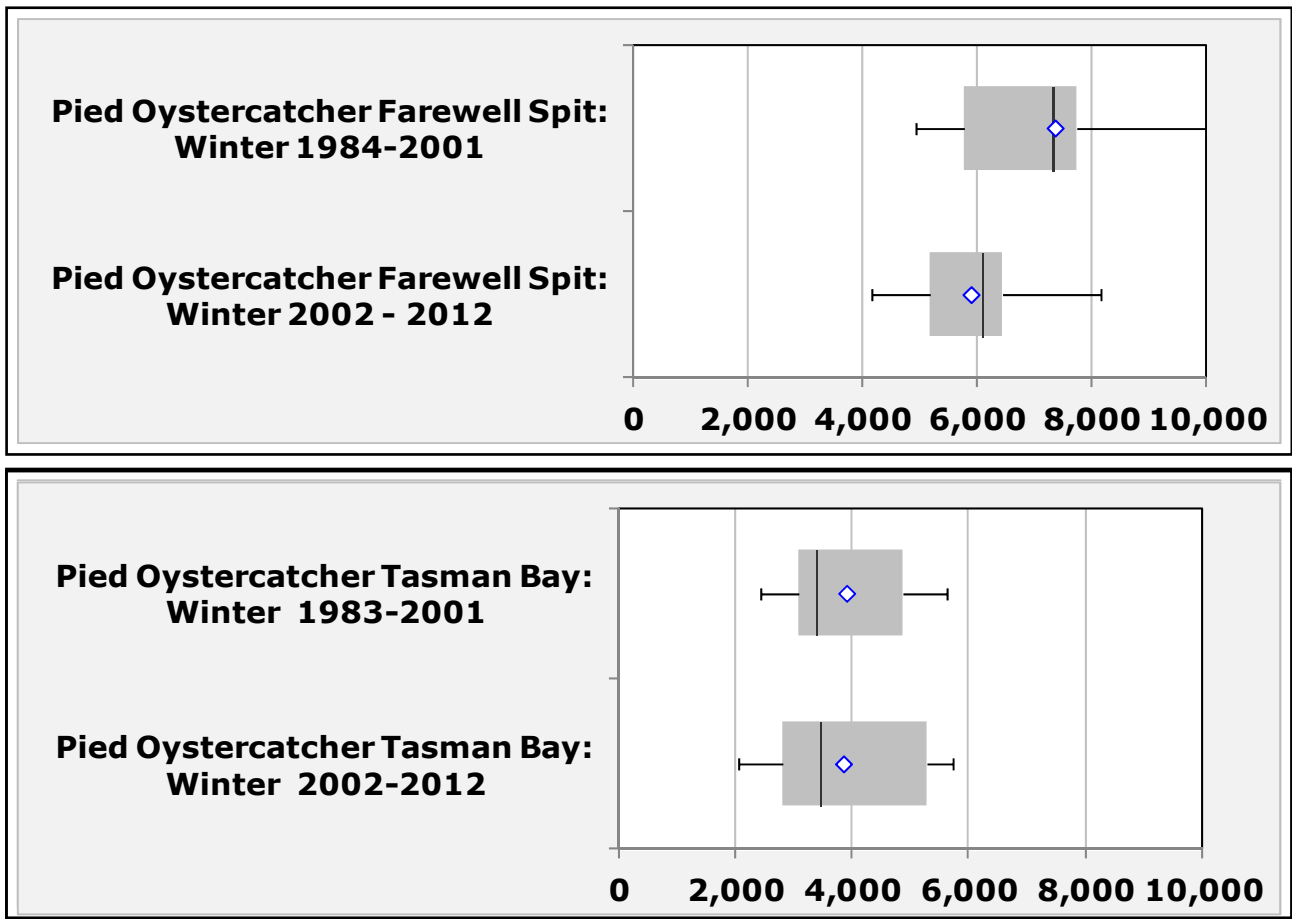 Pied Oystercatcher Farewell Spit:
Winter 1984-2001
Pied Oystercatcher Farewell Spit:
Winter 2002 - 2012
0 2,000 4,000 6,000 8,000 10,000
Pied Oystercatcher Tasman Bay:
Winter  1983-2001
Pied Oystercatcher Tasman Bay:
Winter  2002-2012
0 2,000 4,000 6,000 8,000 10,000